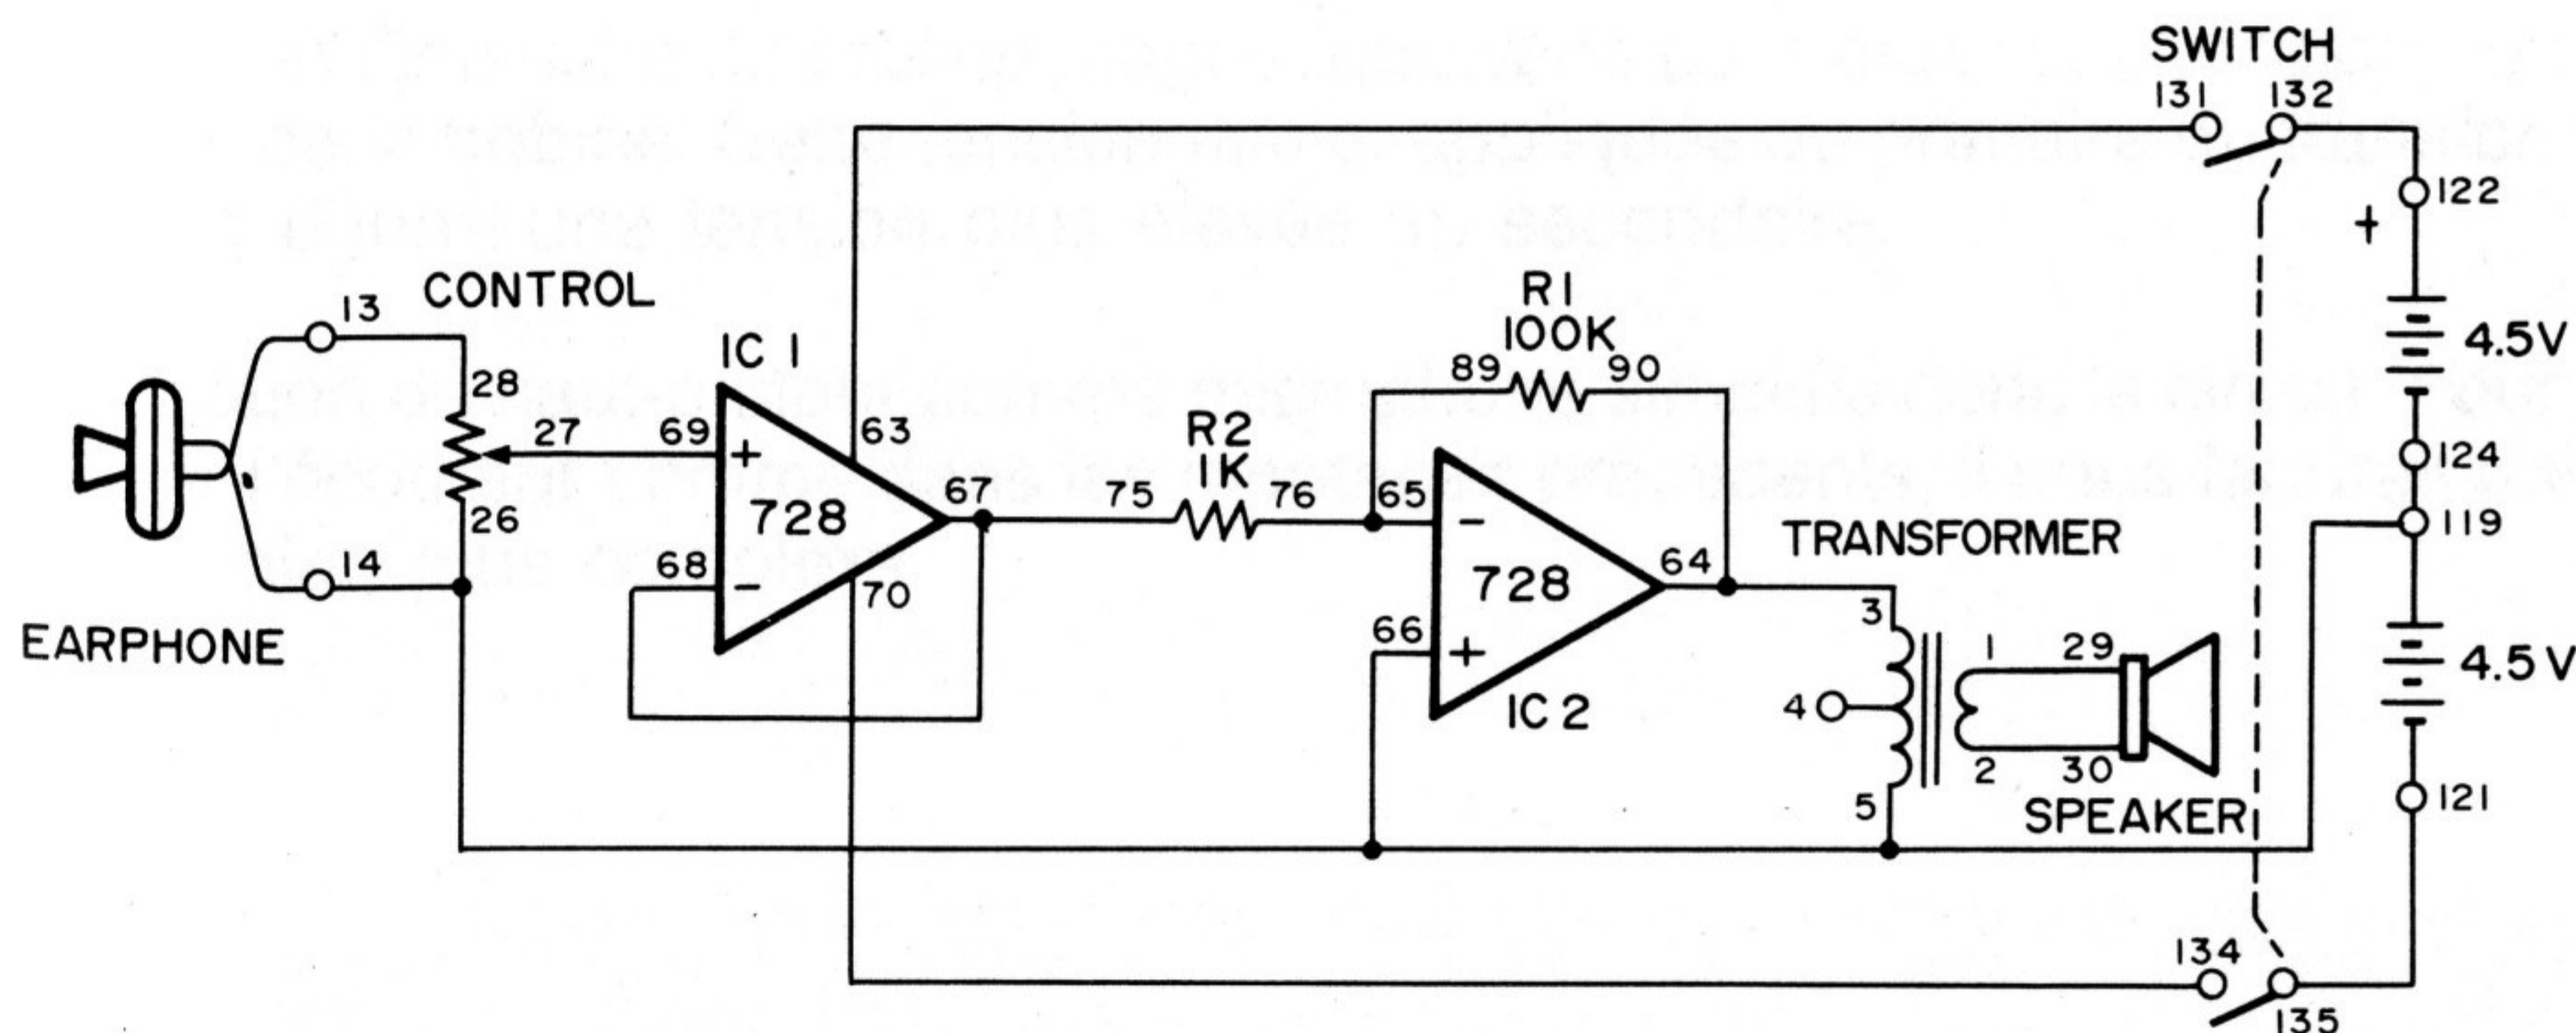 SWITCH
131 132
122
+
4.5V
124
119
4.5V
121
134
135
13
CONTROL
28
27
26
14
EARPHONE
IC 1
69
+
63
728
67
68
-
70
R2
1K
75
76
R1
100K
89
90
65
-
728
64
66
+
IC 2
TRANSFORMER
3
4
5
1
2
29
30
SPEAKER